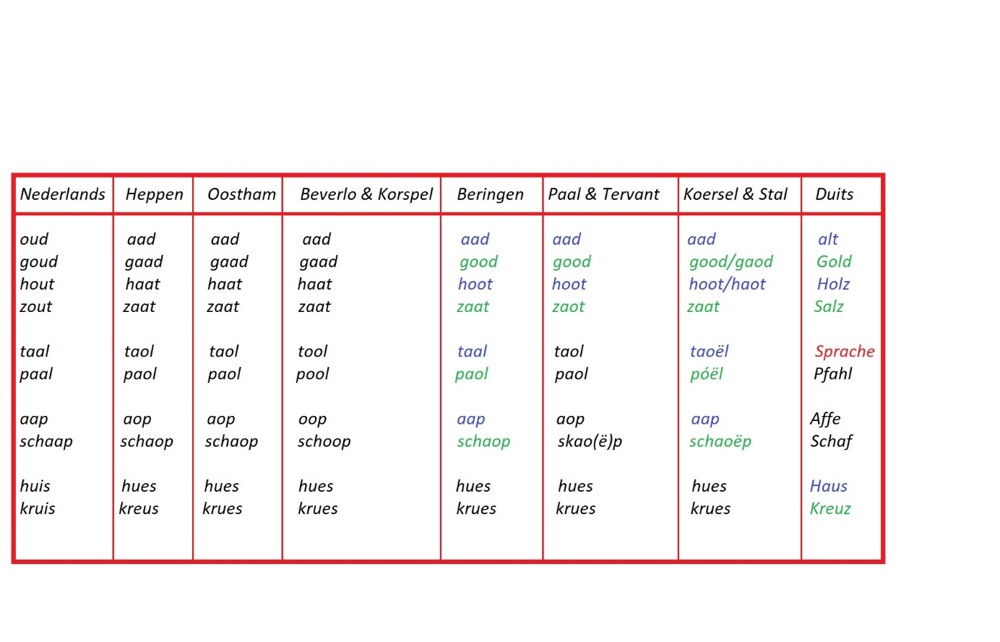 Nederlands Heppen Oostham Beverlo & Korspel Beringen Paal & Tervant Koersel & Stal Duits
oud aad aad aad aad aad aad alt
goud gaad gaad gaad good good good/gaod Gold
hout haat haat haat hoot hoot hoot/haot Holz
zout zaat zaat zaat zaat zaot zaat Salz
taal taol taol tool taal taol taoël Sprache
paal paol paol pool paol paol póël Pfahl
aap aop aop oop aap aop aap Affe
schaap schaop schaop schoop schaop skao(ë)p schaoëp Schaf
huis hues hues hues hues hues hues Haus
kruis kreus krues krues krues krues krues Kreuz